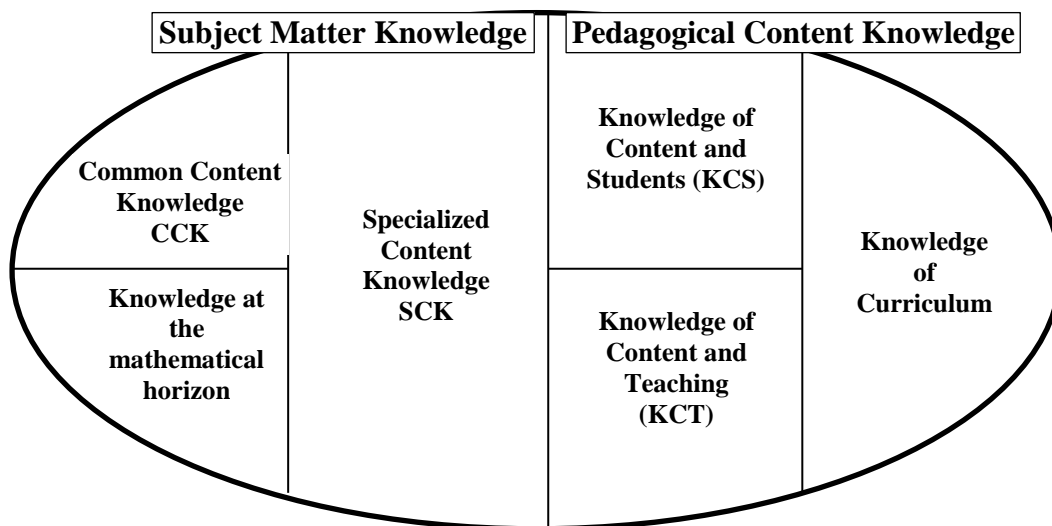 Subject Matter Knowledge
Pedagogical Content Knowledge
Common Content
Knowledge
CCK
Knowledge at
the
mathematical
horizon
Specialized
Content
Knowledge
SCK
Knowledge of
Content and
Students (KCS)
Knowledge of
Content and
Teaching
(KCT)
Knowledge
of
Curriculum